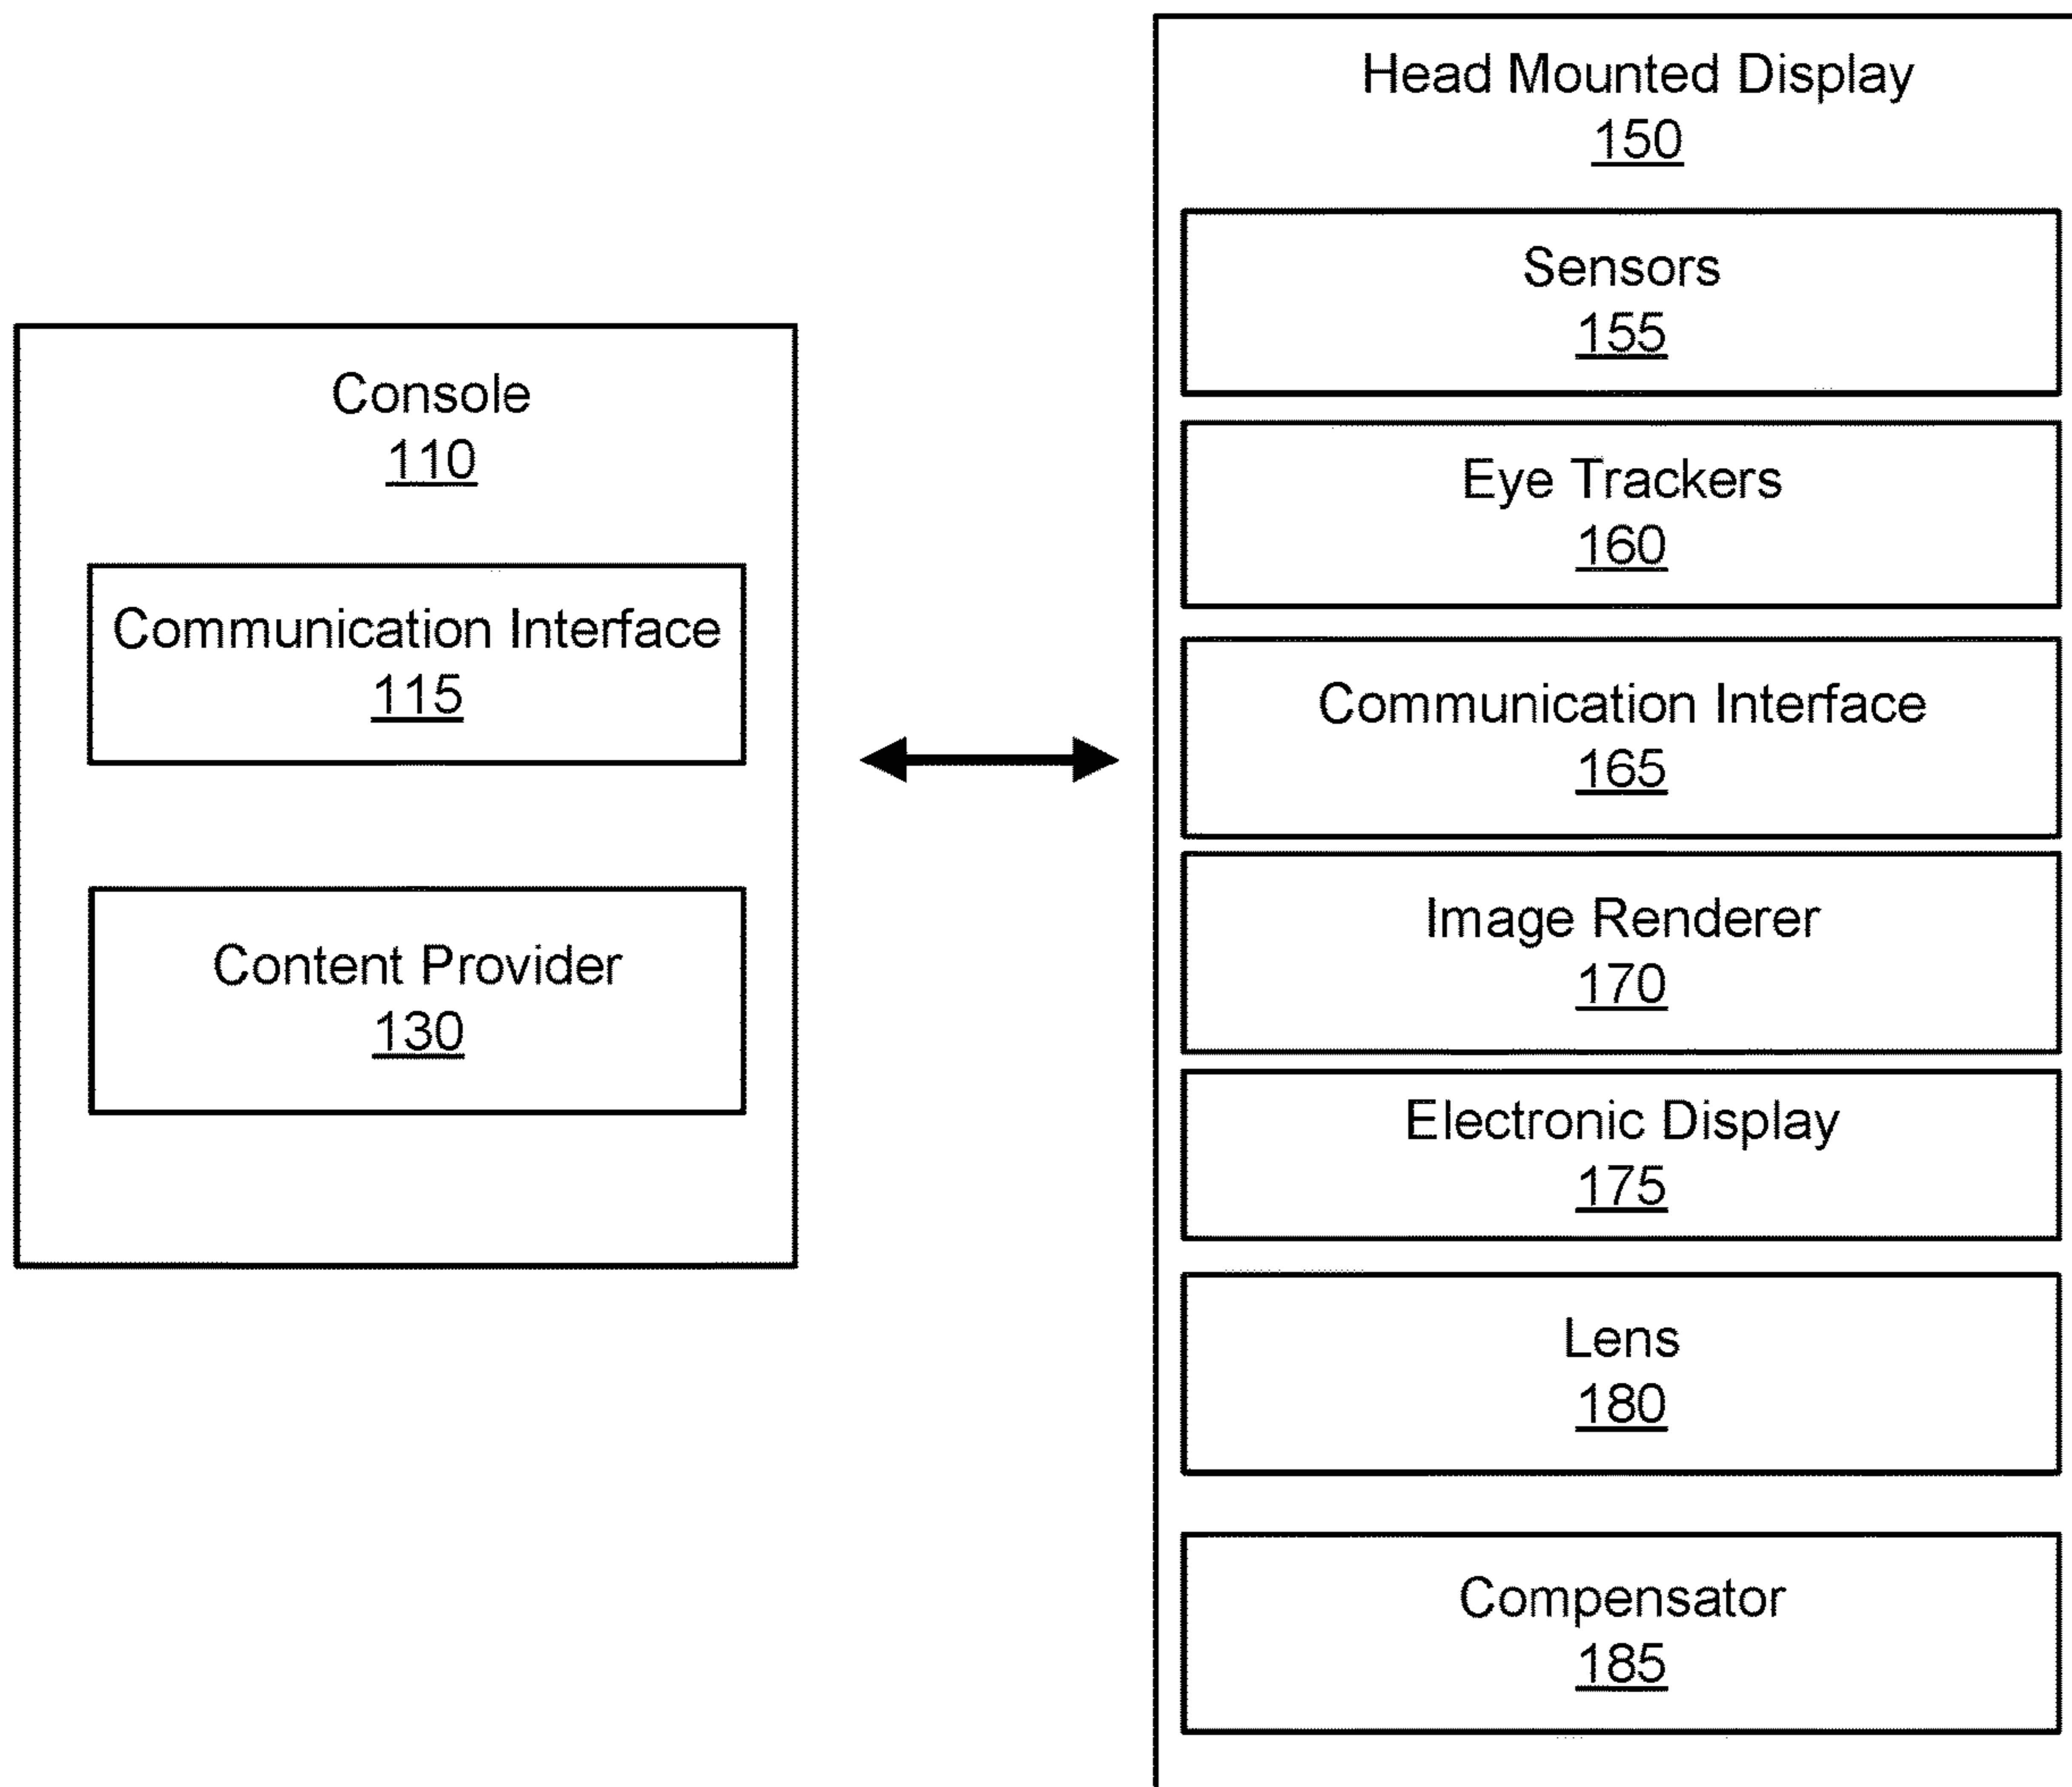 Console
110
Communication Interface
115
Content Provider
130
Head Mounted Display
150
Sensors
155
Eye Trackers
160
Communication Interface
165
Image Renderer
170
Electronic Display
175
Lens
180
Compensator
185